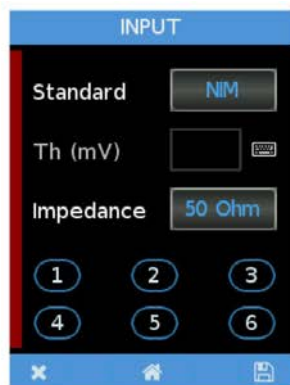 INPUT
Standard NIM
Th (mV)
Impedance 50 Ohm
1 2 3
4 5 6